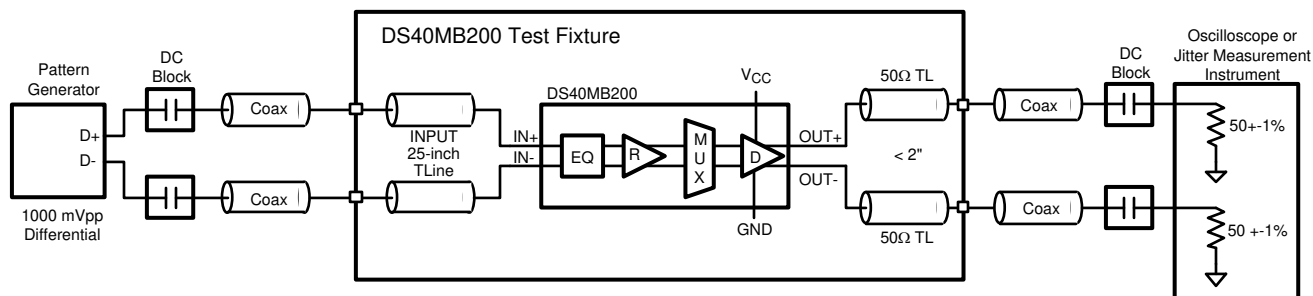 DS40MB200 Test Fixture
Pattern
Generator
D+
D-
1000 mVpp
Differential
DC
Block
Coax
Coax
INPUT
25-inch
TLine
DS40MB200
IN+
IN-
EQ
R
M
U
X
D
VCC
GND
OUT+
OUT-
50Ω TL
< 2"
50Ω TL
Coax
Coax
DC
Block
Oscilloscope or
Jitter Measurement
Instrument
50+-1%
50 +-1%